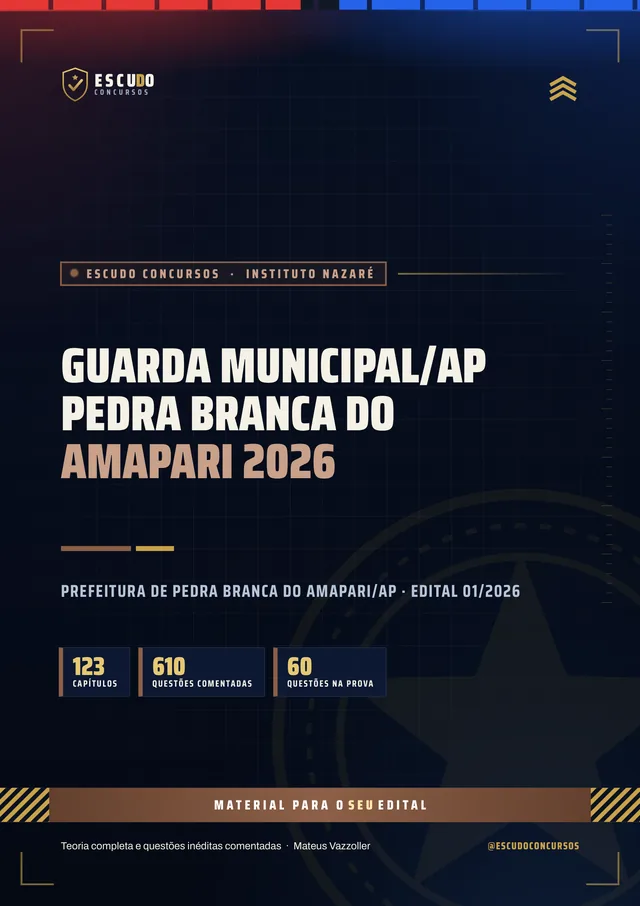 ESCUDO
CONCURSOS
ESCUDO CONCURSOS · INSTITUTO NAZARÉ
GUARDA MUNICIPAL/AP
PEDRA BRANCA DO
AMAPARI 2026
PREFEITURA DE PEDRA BRANCA DO AMAPARI/AP · EDITAL 01/2026
123
CAPÍTULOS
610
QUESTÕES COMENTADAS
60
QUESTÕES NA PROVA
MATERIAL PARA O SEU EDITAL
Teoria completa e questões inéditas comentadas · Mateus Vazzoller
@ESCUDOCONCURSOS